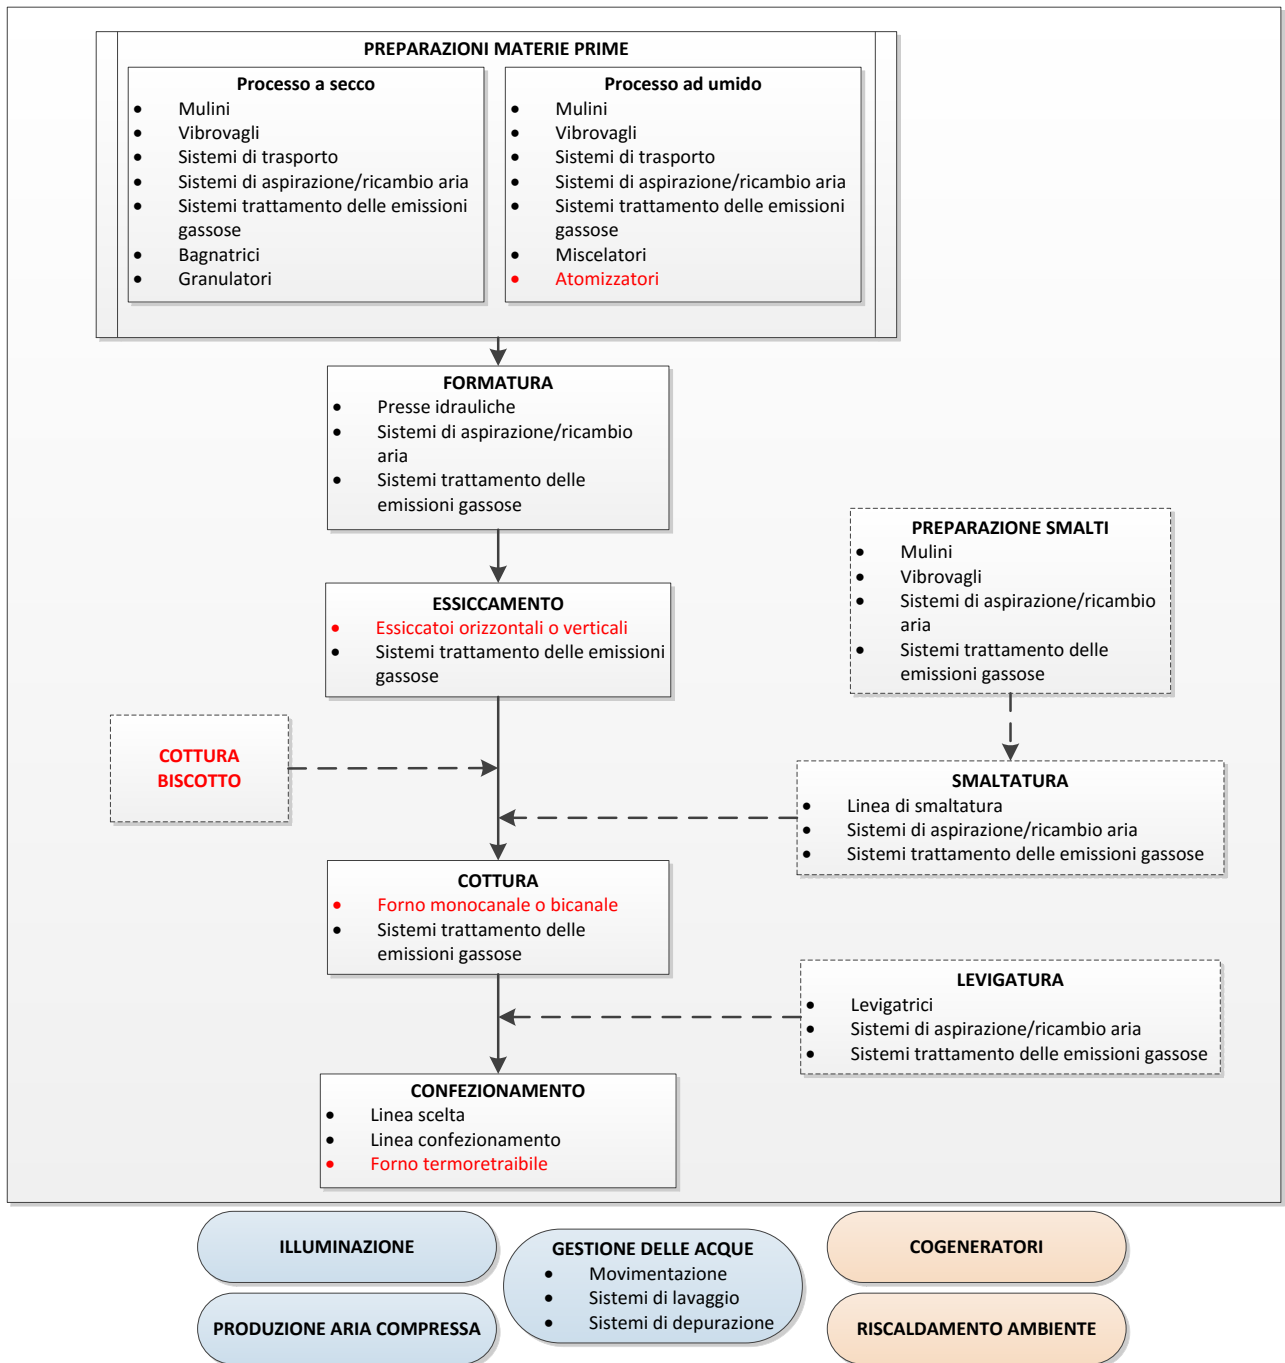 PREPARAZIONI MATERIE PRIME
Processo a secco
• Mulini
• Vibrovagli
• Sistemi di trasporto
• Sistemi di aspirazione/ricambio aria
• Sistemi trattamento delle emissioni
gassose
• Bagnatrici
• Granulatori
Processo ad umido
• Mulini
• Vibrovagli
• Sistemi di trasporto
• Sistemi di aspirazione/ricambio aria
• Sistemi trattamento delle emissioni
gassose
• Miscelatori
• Atomizzatori
FORMATURA
• Presse idrauliche
• Sistemi di aspirazione/ricambio
aria
• Sistemi trattamento delle
emissioni gassose
PREPARAZIONE SMALTI
• Mulini
• Vibrovagli
• Sistemi di aspirazione/ricambio
aria
• Sistemi trattamento delle
emissioni gassose
ESSICCAMENTO
• Essiccatoi orizzontali o verticali
• Sistemi trattamento delle emissioni
gassose
COTTURA
BISCOTTO
SMALTATURA
• Linea di smaltatura
• Sistemi di aspirazione/ricambio aria
• Sistemi trattamento delle emissioni gassose
COTTURA
• Forno monocanale o bicanale
• Sistemi trattamento delle
emissioni gassose
LEVIGATURA
• Levigatrici
• Sistemi di aspirazione/ricambio aria
• Sistemi trattamento delle emissioni gassose
CONFEZIONAMENTO
• Linea scelta
• Linea confezionamento
• Forno termoretraibile
ILLUMINAZIONE
GESTIONE DELLE ACQUE
• Movimentazione
• Sistemi di lavaggio
• Sistemi di depurazione
COGENERATORI
PRODUZIONE ARIA COMPRESSA
RISCALDAMENTO AMBIENTE